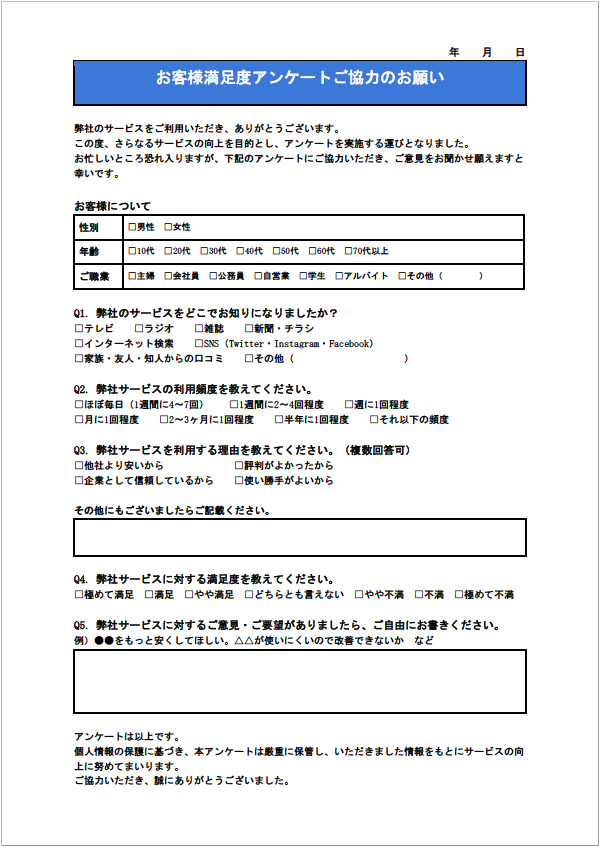 年　　月　　日
お客様満足度アンケートご協力のお願い
弊社のサービスをご利用いただき、ありがとうございます。
この度、さらなるサービスの向上を目的とし、アンケートを実施する運びとなりました。
お忙しいところ恐れ入りますが、下記のアンケートにご協力いただき、ご意見をお聞かせ願えますと
幸いです。
お客様について
性別　□男性　□女性
年齢　□10代　□20代　□30代　□40代　□50代　□60代　□70代以上
ご職業　□主婦　□会社員　□公務員　□自営業　□学生　□アルバイト　□その他（　　　　）
Q1. 弊社のサービスをどこでお知りになりましたか？
□テレビ　　□ラジオ　　□雑誌　　□新聞・チラシ
□インターネット検索　　□SNS（Twitter・Instagram・Facebook）
□家族・友人・知人からの口コミ　　□その他（　　　　　　　　　　　）
Q2. 弊社サービスの利用頻度を教えてください。
□ほぼ毎日（1週間に4～7回）　　□1週間に2～4回程度　　□週に1回程度
□月に1回程度　　□2～3ヶ月に1回程度　　□半年に1回程度　　□それ以下の頻度
Q3. 弊社サービスを利用する理由を教えてください。（複数回答可）
□他社より安いから　　　　　　　□評判がよかったから
□企業として信頼しているから　　□使い勝手がよいから
その他にもございましたらご記載ください。
Q4. 弊社サービスに対する満足度を教えてください。
□極めて満足　□満足　□やや満足　□どちらとも言えない　□やや不満　□不満　□極めて不満
Q5. 弊社サービスに対するご意見・ご要望がありましたら、ご自由にお書きください。
例）●●をもっと安くしてほしい。△△が使いにくいので改善できないか　など
アンケートは以上です。
個人情報の保護に基づき、本アンケートは厳重に保管し、いただきました情報をもとにサービスの向
上に努めてまいります。
ご協力いただき、誠にありがとうございました。